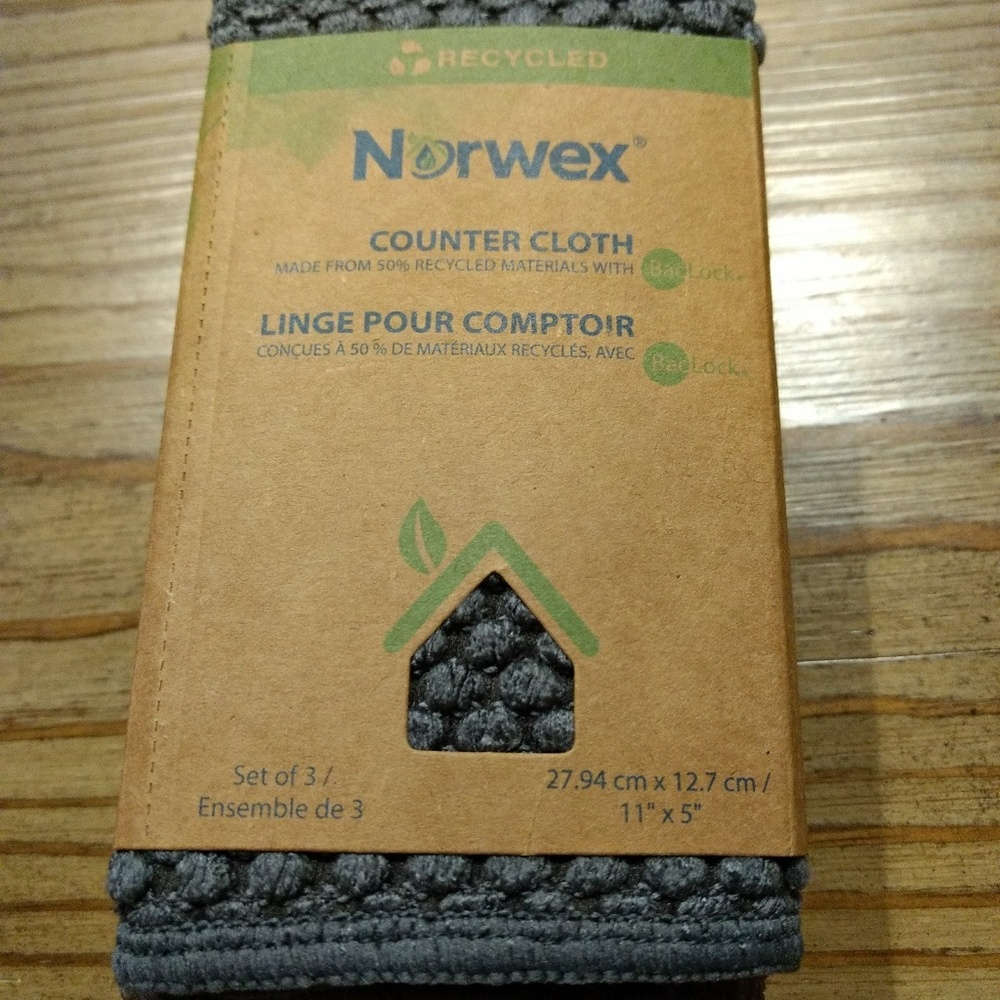 RECYCLED
Norwex®
COUNTER CLOTH
MADE FROM 50% RECYCLED MATERIALS WITH BacLock
LINGE POUR COMPTOIR
CONÇUES À 50 % DE MATÉRIAUX RECYCLÉS, AVEC BacLock
Set of 3 /
Ensemble de 3
27.94 cm x 12.7 cm /
11" x 5"